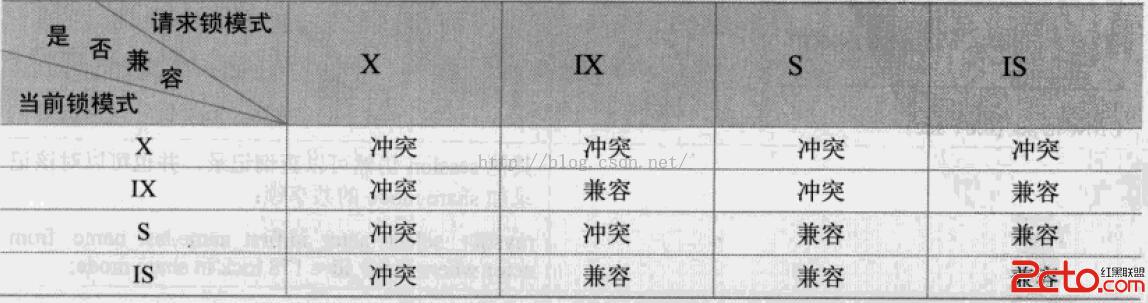 是否兼容
请求锁模式
当前锁模式
X IX S IS
X 冲突 冲突 冲突 冲突
IX 冲突 兼容 冲突 兼容
S 冲突 冲突 兼容 兼容
IS 冲突 兼容 兼容 兼容
http://blog.csdn.net/
2cto.com
红黑联盟